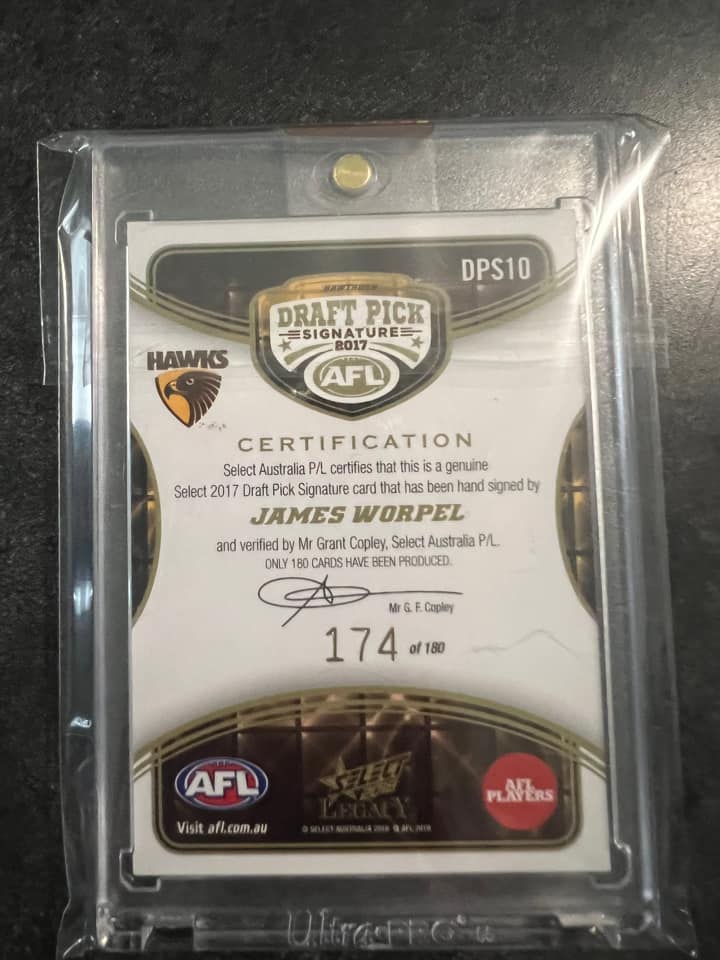 DPS10
HAWTHORN
DRAFT PICK
SIGNATURE
2017
AFL
HAWKS
CERTIFICATION
Select Australia P/L certifies that this is a genuine
Select 2017 Draft Pick Signature card that has been hand signed by
JAMES WORPEL
and verified by Mr Grant Copley, Select Australia P/L.
ONLY 180 CARDS HAVE BEEN PRODUCED.
Mr G. F. Copley
174 of 180
AFL
Visit afl.com.au
SELECT
LEGACY
© SELECT AUSTRALIA 2018 © AFL 2018
AFL
PLAYERS
Ultra PRO